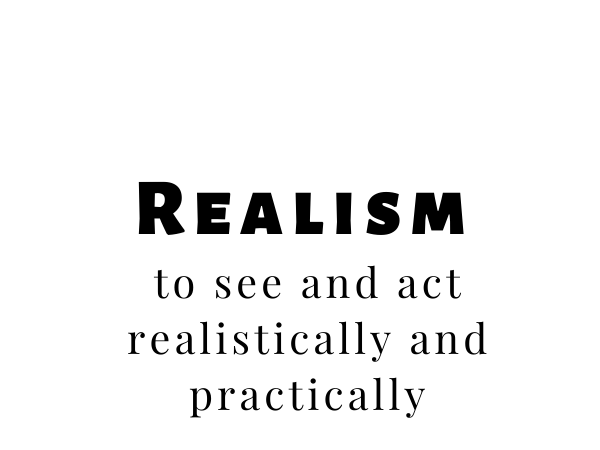 Realism
to see and act
realistically and
practically